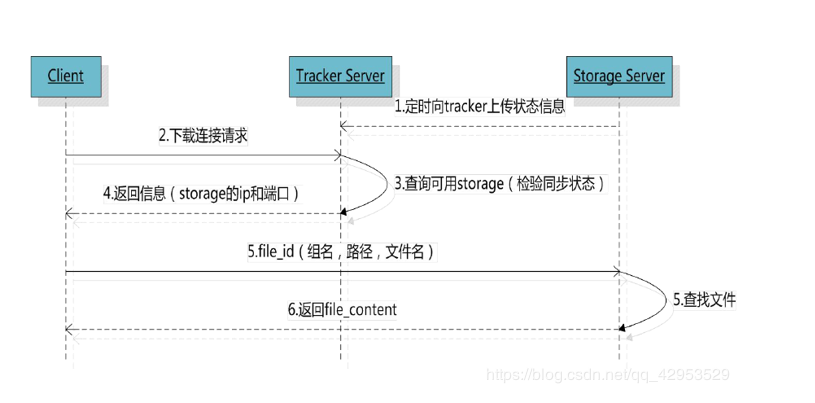 Client
Tracker Server
Storage Server
1.定时向tracker上传状态信息
2.下载连接请求
3.查询可用storage（检验同步状态）
4.返回信息（storage的ip和端口）
5.file_id（组名，路径，文件名）
5.查找文件
6.返回file_content
https://blog.csdn.net/qq_42953529